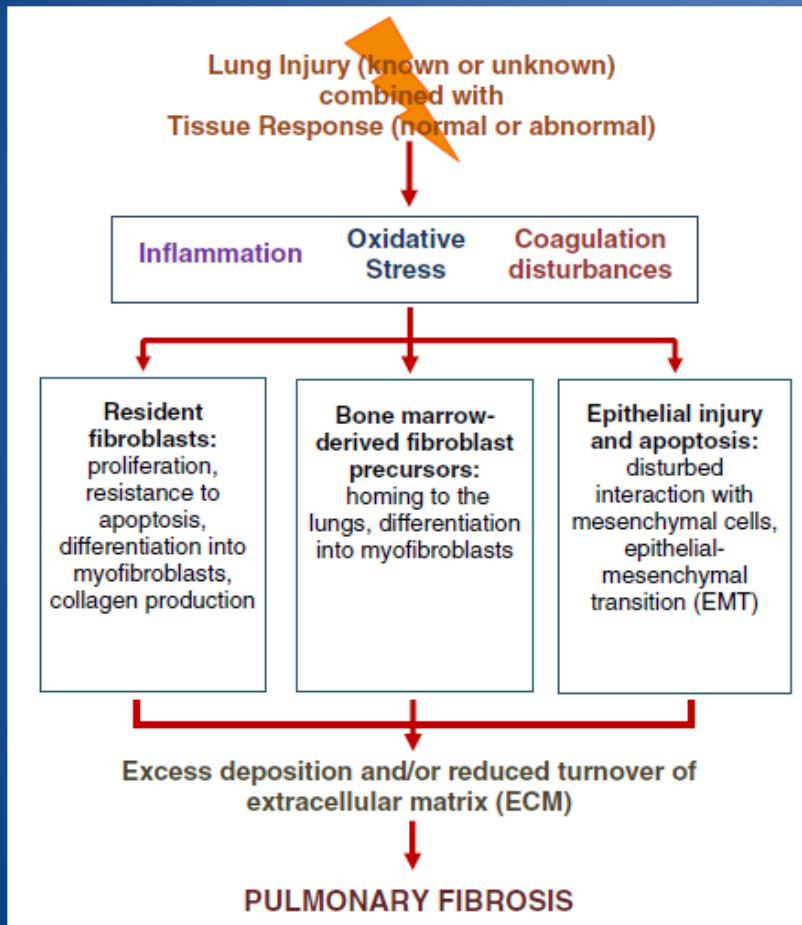 Lung Injury (known or unknown)
combined with
Tissue Response (normal or abnormal)
Inflammation
Oxidative
Stress
Coagulation
disturbances
Resident
fibroblasts:
proliferation,
resistance to
apoptosis,
differentiation into
myofibroblasts,
collagen production
Bone marrow-
derived fibroblast
precursors:
homing to the
lungs, differentiation
into myofibroblasts
Epithelial injury
and apoptosis:
disturbed
interaction with
mesenchymal cells,
epithelial-
mesenchymal
transition (EMT)
Excess deposition and/or reduced turnover of
extracellular matrix (ECM)
PULMONARY FIBROSIS